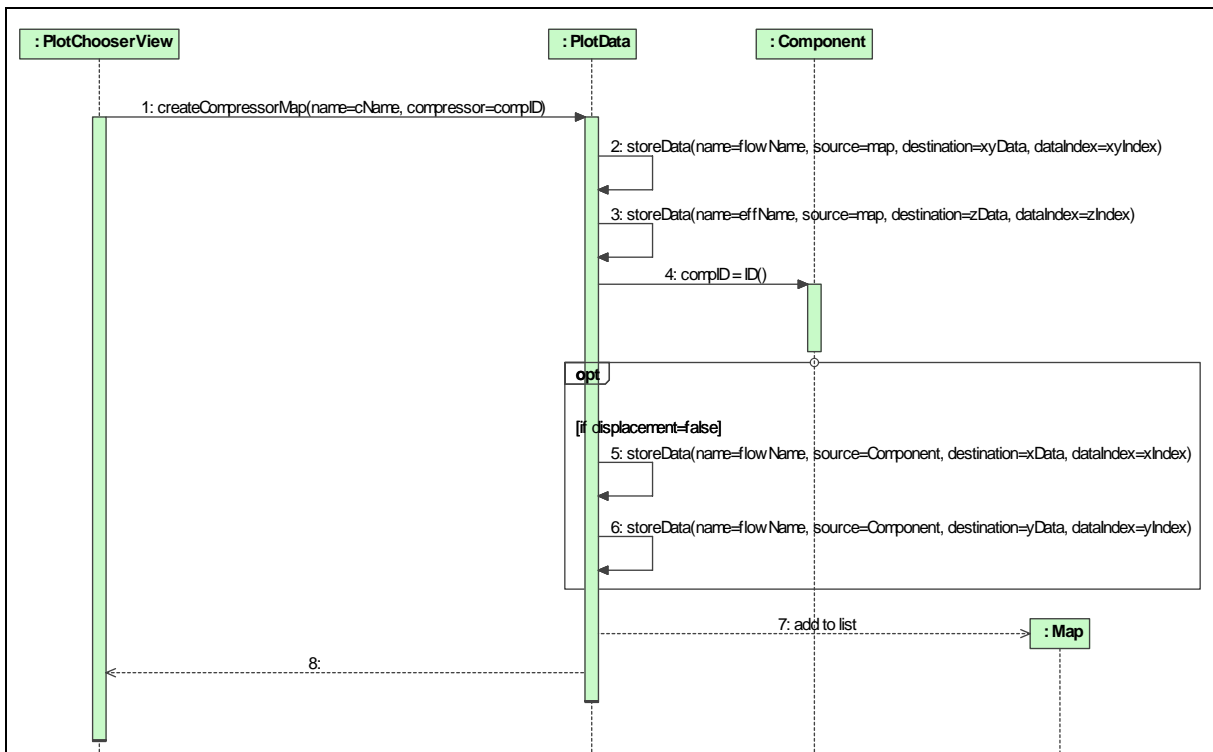 : PlotChooserView
: PlotData
: Component
1: createCompressorMap(name=cName, compressor=compID)
2: storeData(name=flowName, source=map, destination=xyData, dataIndex=xyIndex)
3: storeData(name=effName, source=map, destination=zData, dataIndex=zIndex)
4: compID = ID()
opt
[if displacement=false]
5: storeData(name=flowName, source=Component, destination=xData, dataIndex=xIndex)
6: storeData(name=flowName, source=Component, destination=yData, dataIndex=yIndex)
7: add to list
: Map
8: